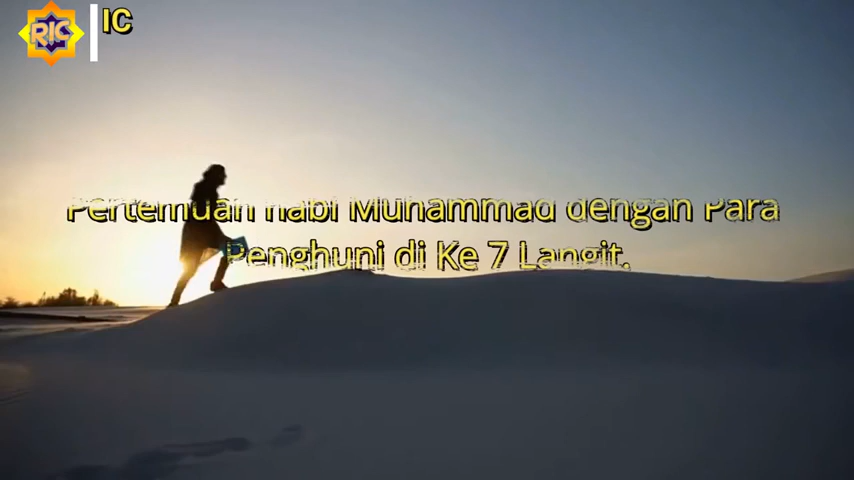 RIC
IC
Pertemuan nabi Muhammad dengan Para
Penghuni di Ke 7 Langit.